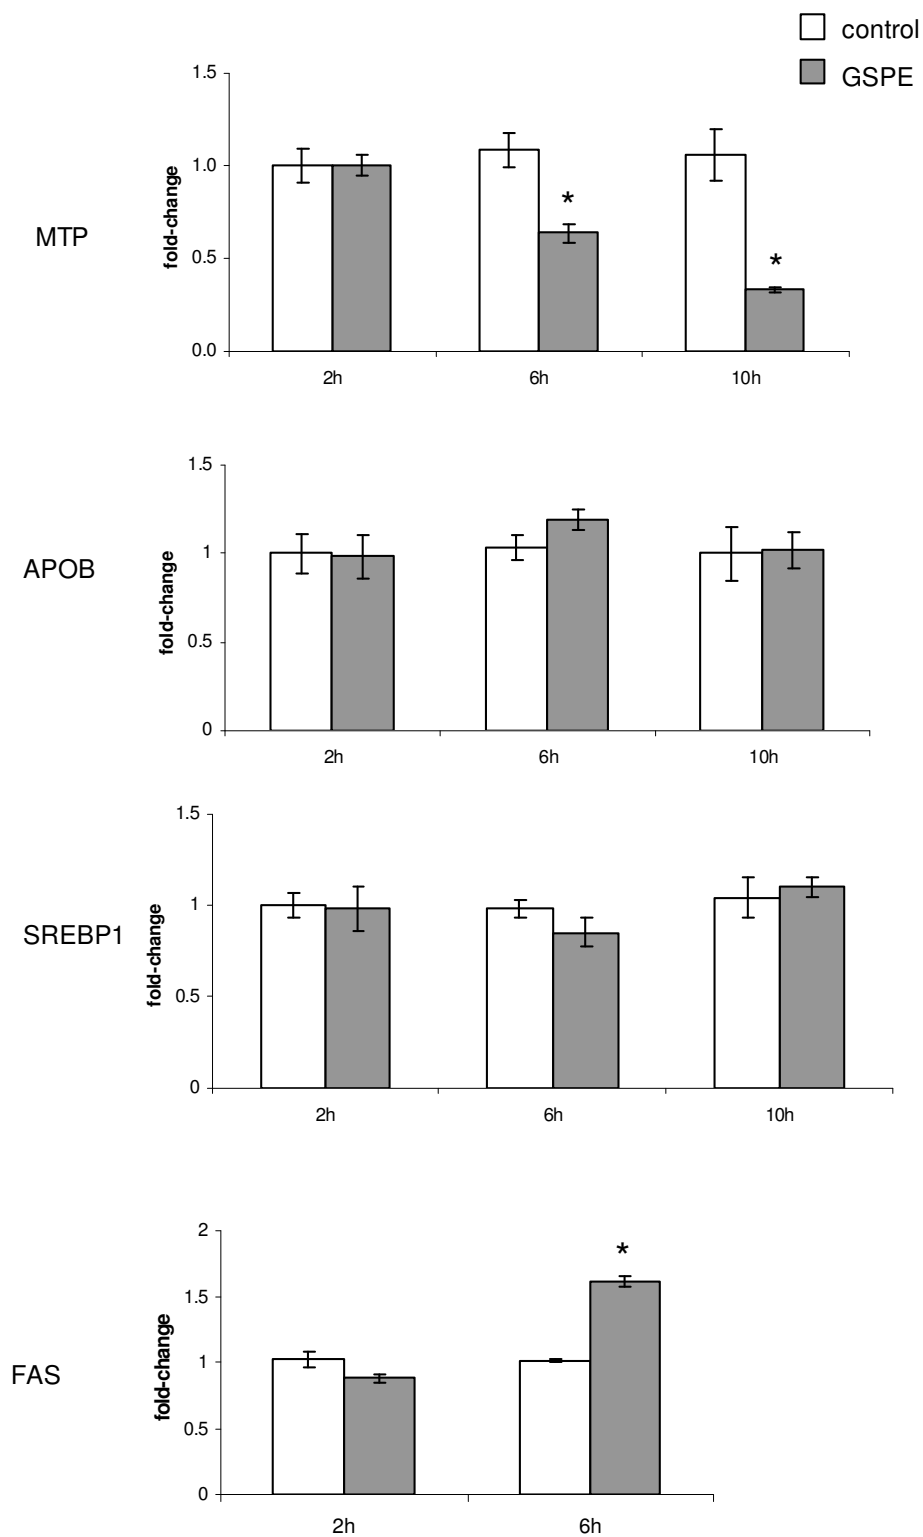 control
GSPE
MTP
fold-change
1.5
1.0
0.5
0.0
*
*
2h 6h 10h
APOB
fold-change
1.5
1
0.5
0
2h 6h 10h
SREBP1
fold-change
1.5
1
0.5
0
2h 6h 10h
FAS
fold-change
2
1.5
1
0.5
0
*
2h 6h